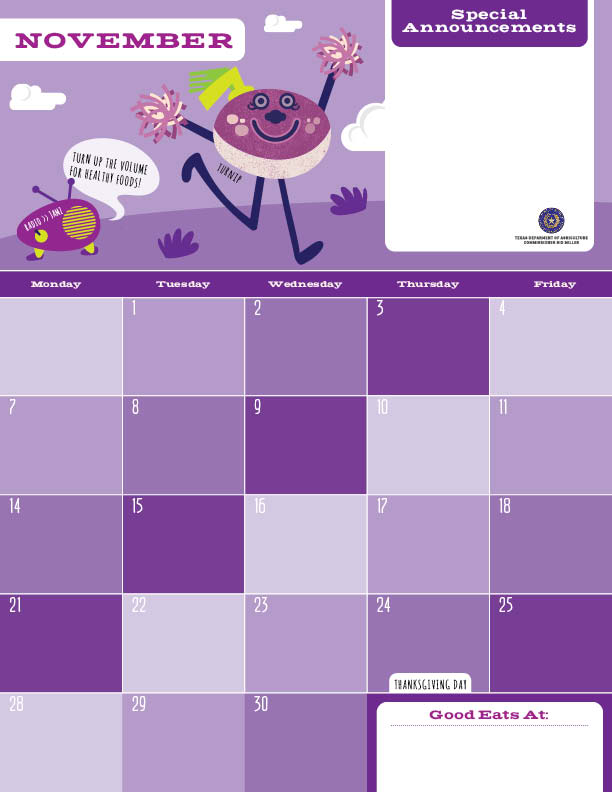 NOVEMBER
Special
Announcements
TURN UP THE VOLUME
FOR HEALTHY FOODS!
RADIO >> JAMZ
TURNIP
TEXAS DEPARTMENT OF AGRICULTURE
COMMISSIONER SID MILLER
Monday Tuesday Wednesday Thursday Friday
1 2 3 4
7 8 9 10 11
14 15 16 17 18
21 22 23 24 25
THANKSGIVING DAY
28 29 30
Good Eats At: